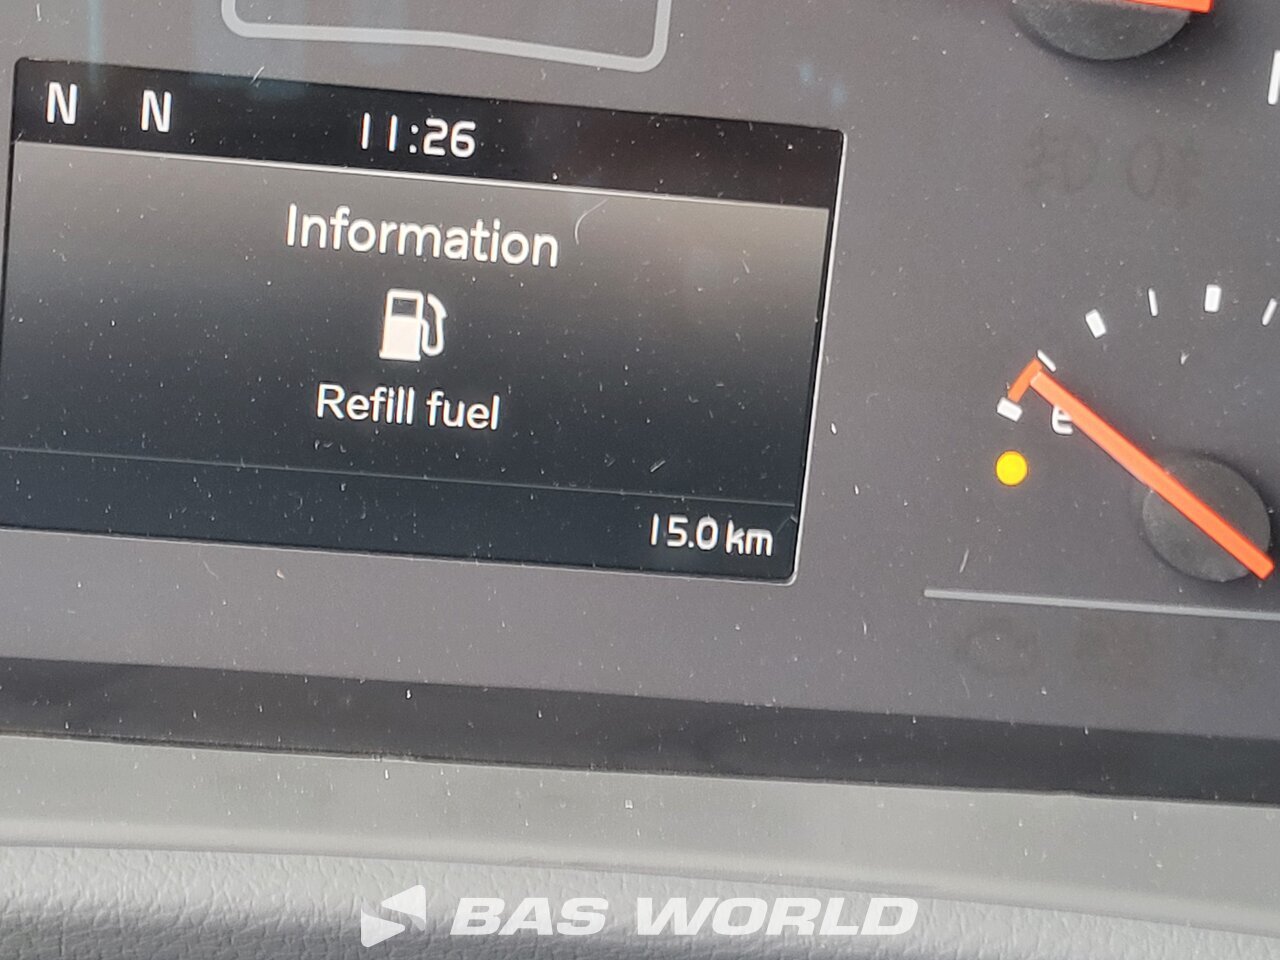 N N 11:26
Information
Refill fuel
15.0 km
e
BAS WORLD